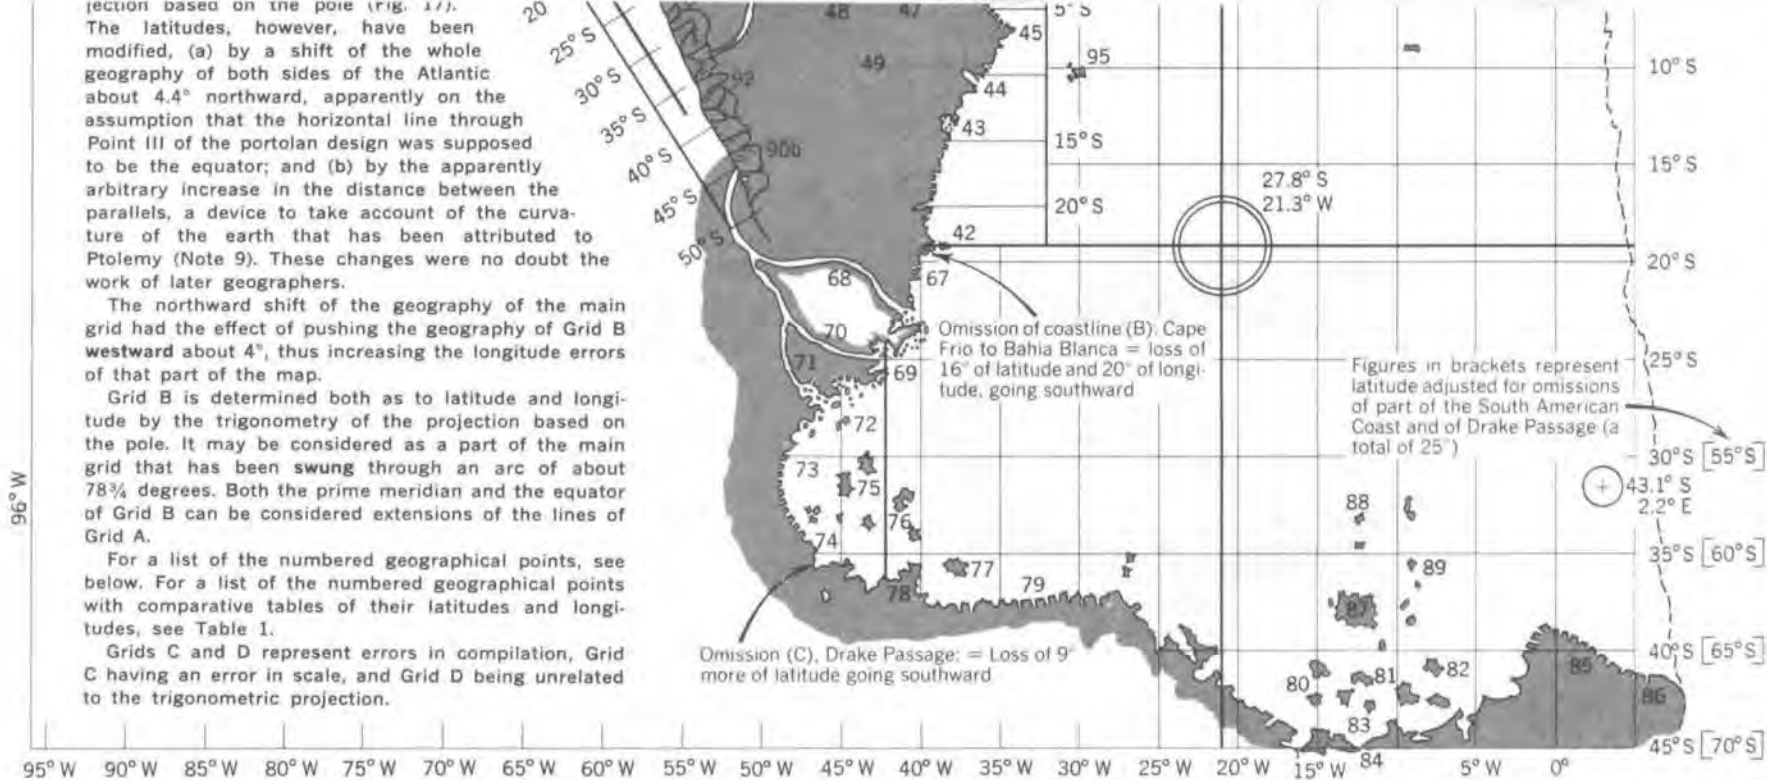 jection based on the pole (Fig. 17).
The latitudes, however, have been
modified, (a) by a shift of the whole
geography of both sides of the Atlantic
about 4.4° northward, apparently on the
assumption that the horizontal line through
Point III of the portolan design was supposed
to be the equator; and (b) by the apparently
arbitrary increase in the distance between the
parallels, a device to take account of the curva-
ture of the earth that has been attributed to
Ptolemy (Note 9). These changes were no doubt the
work of later geographers.
The northward shift of the geography of the main
grid had the effect of pushing the geography of Grid B
westward about 4°, thus increasing the longitude errors
of that part of the map.
Grid B is determined both as to latitude and longi-
tude by the trigonometry of the projection based on
the pole. It may be considered as a part of the main
grid that has been swung through an arc of about
78¾ degrees. Both the prime meridian and the equator
of Grid B can be considered extensions of the lines of
Grid A.
For a list of the numbered geographical points, see
below. For a list of the numbered geographical points
with comparative tables of their latitudes and longi-
tudes, see Table 1.
Grids C and D represent errors in compilation, Grid
C having an error in scale, and Grid D being unrelated
to the trigonometric projection.
96° W
20
25° S
30° S
35° S
40° S
45° S
50° S
48
47
45
49
92
44
43
90b
95
5° S
15° S
20° S
42
67
68
70
71
69
72
73
75
76
74
77
78
79
27.8° S
21.3° W
Omission of coastline (B). Cape
Frio to Bahia Blanca = loss of
16° of latitude and 20° of longi-
tude, going southward
Figures in brackets represent
latitude adjusted for omissions
of part of the South American
Coast and of Drake Passage (a
total of 25°)
43.1° S
2.2° E
88
89
87
80
81
82
83
84
85
86
Omission (C), Drake Passage; = Loss of 9°
more of latitude going southward
10° S
15° S
20° S
25° S
30° S [55° S]
35° S [60° S]
40° S [65° S]
45° S [70° S]
95° W 90° W 85° W 80° W 75° W 70° W 65° W 60° W 55° W 50° W 45° W 40° W 35° W 30° W 25° W 20° W 15° W 5° W 0°